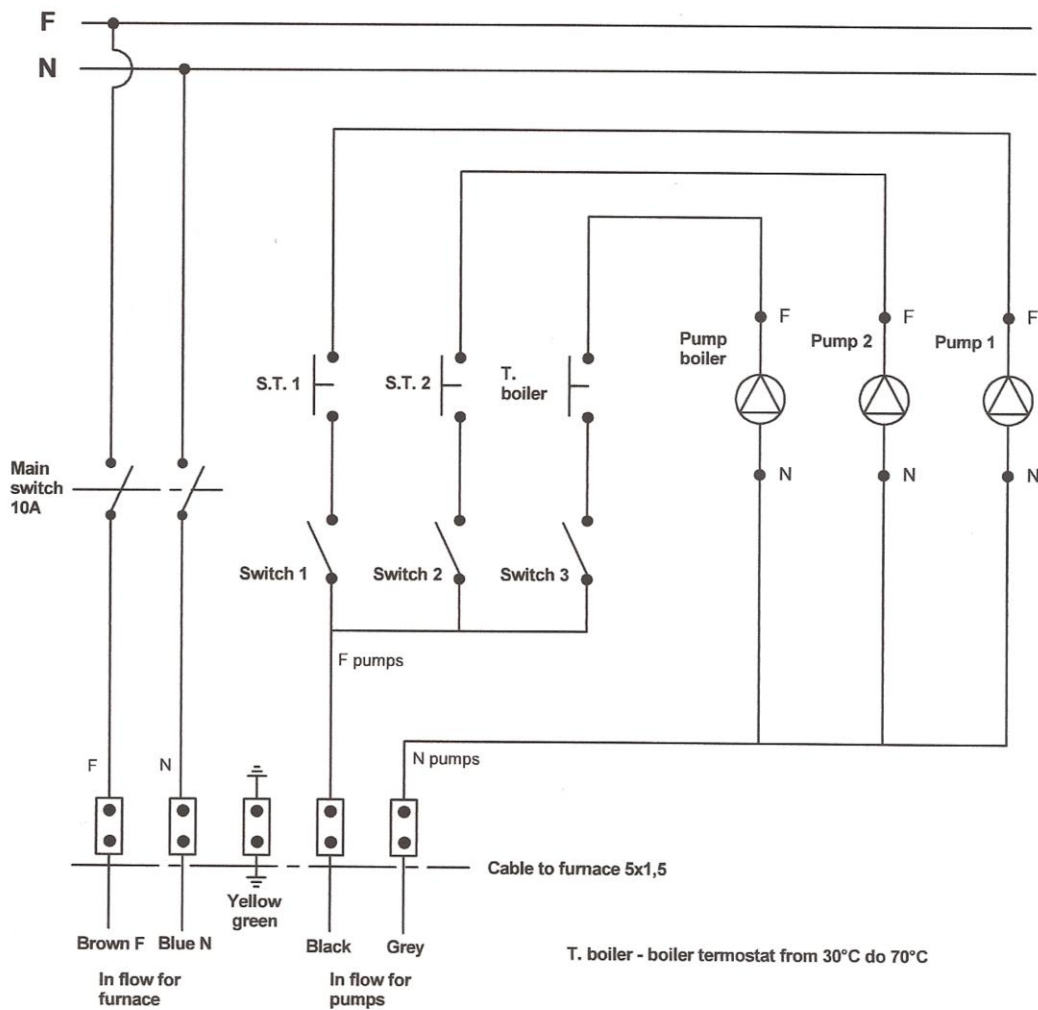 F
N
Pump
boiler
F
Pump 2
F
Pump 1
F
S.T. 1
S.T. 2
T.
boiler
Main
switch
10A
N
N
N
Switch 1
Switch 2
Switch 3
F pumps
N pumps
F
N
Cable to furnace 5x1,5
Yellow
green
Brown F
Blue N
Black
Grey
In flow for
furnace
In flow for
pumps
T. boiler - boiler termostat from 30°C do 70°C